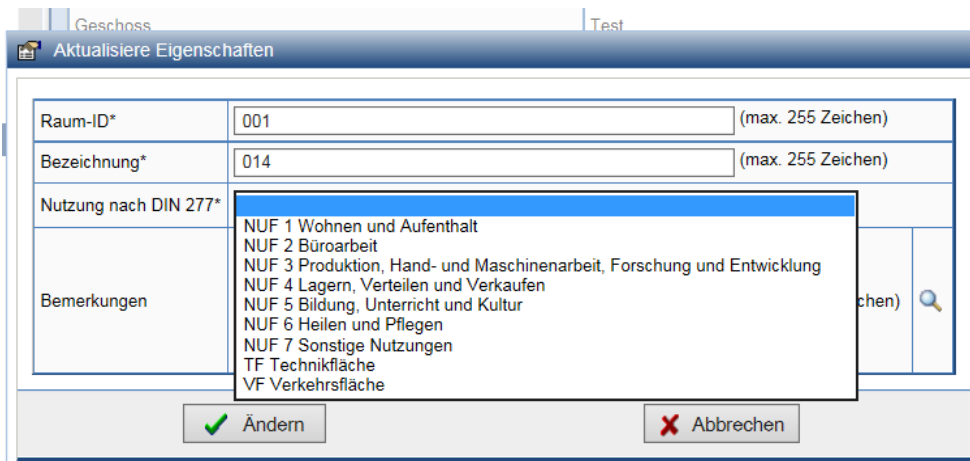 Geschoss Test
Aktualisiere Eigenschaften
Raum-ID* 001 (max. 255 Zeichen)
Bezeichnung* 014 (max. 255 Zeichen)
Nutzung nach DIN 277*
NUF 1 Wohnen und Aufenthalt
NUF 2 Büroarbeit
NUF 3 Produktion, Hand- und Maschinenarbeit, Forschung und Entwicklung
NUF 4 Lagern, Verteilen und Verkaufen
NUF 5 Bildung, Unterricht und Kultur
Bemerkungen chen)
NUF 6 Heilen und Pflegen
NUF 7 Sonstige Nutzungen
TF Technikfläche
VF Verkehrsfläche
Ändern Abbrechen